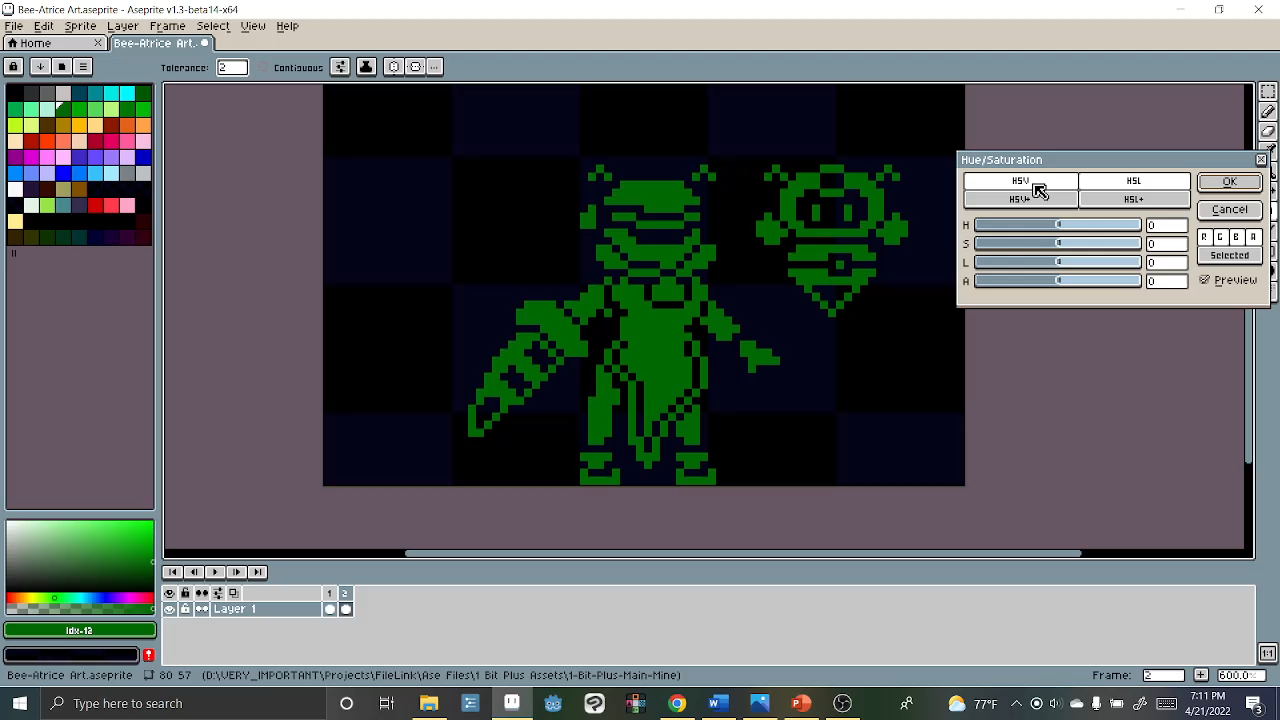 Bee-Atrice Art.aseprite - Aseprite v1.3-beta14-x64
File Edit Sprite Layer Frame Select View Help
Home
Bee-Atrice Art.
Tolerance: 2 Contiguous
Hue/Saturation
HSV HSL OK
HSV+ HSL+
Cancel
H 0
S 0
L 0
A 0
R G B A
Selected
Preview
Idx-12
1 2
Layer 1
Bee-Atrice Art.aseprite 80 57 (D:\VERY_IMPORTANT\Projects\FileLink\Ase Files\1 Bit Plus Assets\1-Bit-Plus-Main-Mine)
Frame: 2 600.0
1:1
Type here to search
77°F
7:11 PM
4/21/2022
3